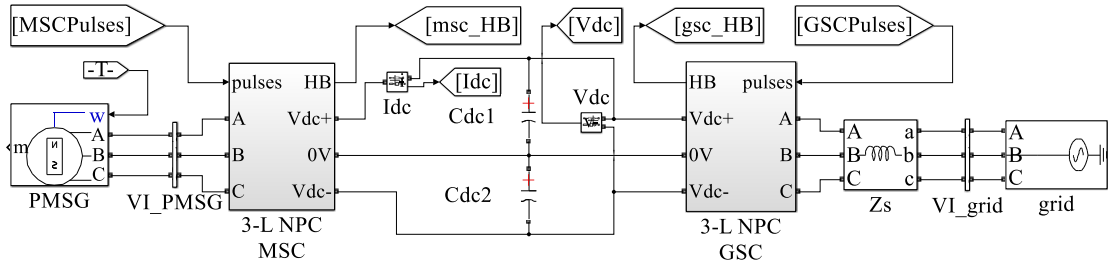 [MSCPulses]
[msc_HB]
[Vdc]
[gsc_HB]
[GSCPulses]
-T-
pulses
HB
[Idc]
Idc
HB
pulses
w
m
N
S
A
B
C
A
B
C
Vdc+
0V
Vdc-
Cdc1
Cdc2
Vdc
Vdc+
0V
Vdc-
A
B
C
A
B
C
a
b
c
A
B
C
PMSG
VI_PMSG
3-L NPC
MSC
3-L NPC
GSC
Zs
VI_grid
grid